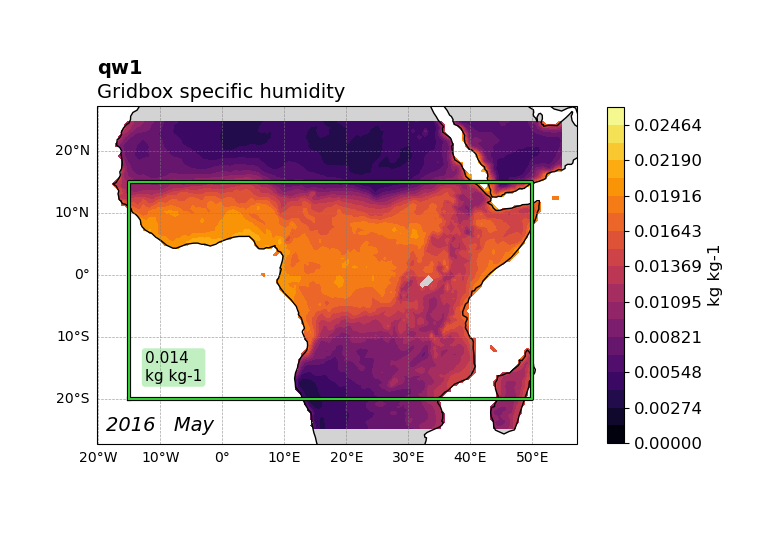 qw1
Gridbox specific humidity
20°N
10°N
0°
10°S
20°S
20°W
10°W
0°
10°E
20°E
30°E
40°E
50°E
0.014
kg kg-1
2016 May
0.02464
0.02190
0.01916
0.01643
0.01369
0.01095
0.00821
0.00548
0.00274
0.00000
kg kg-1